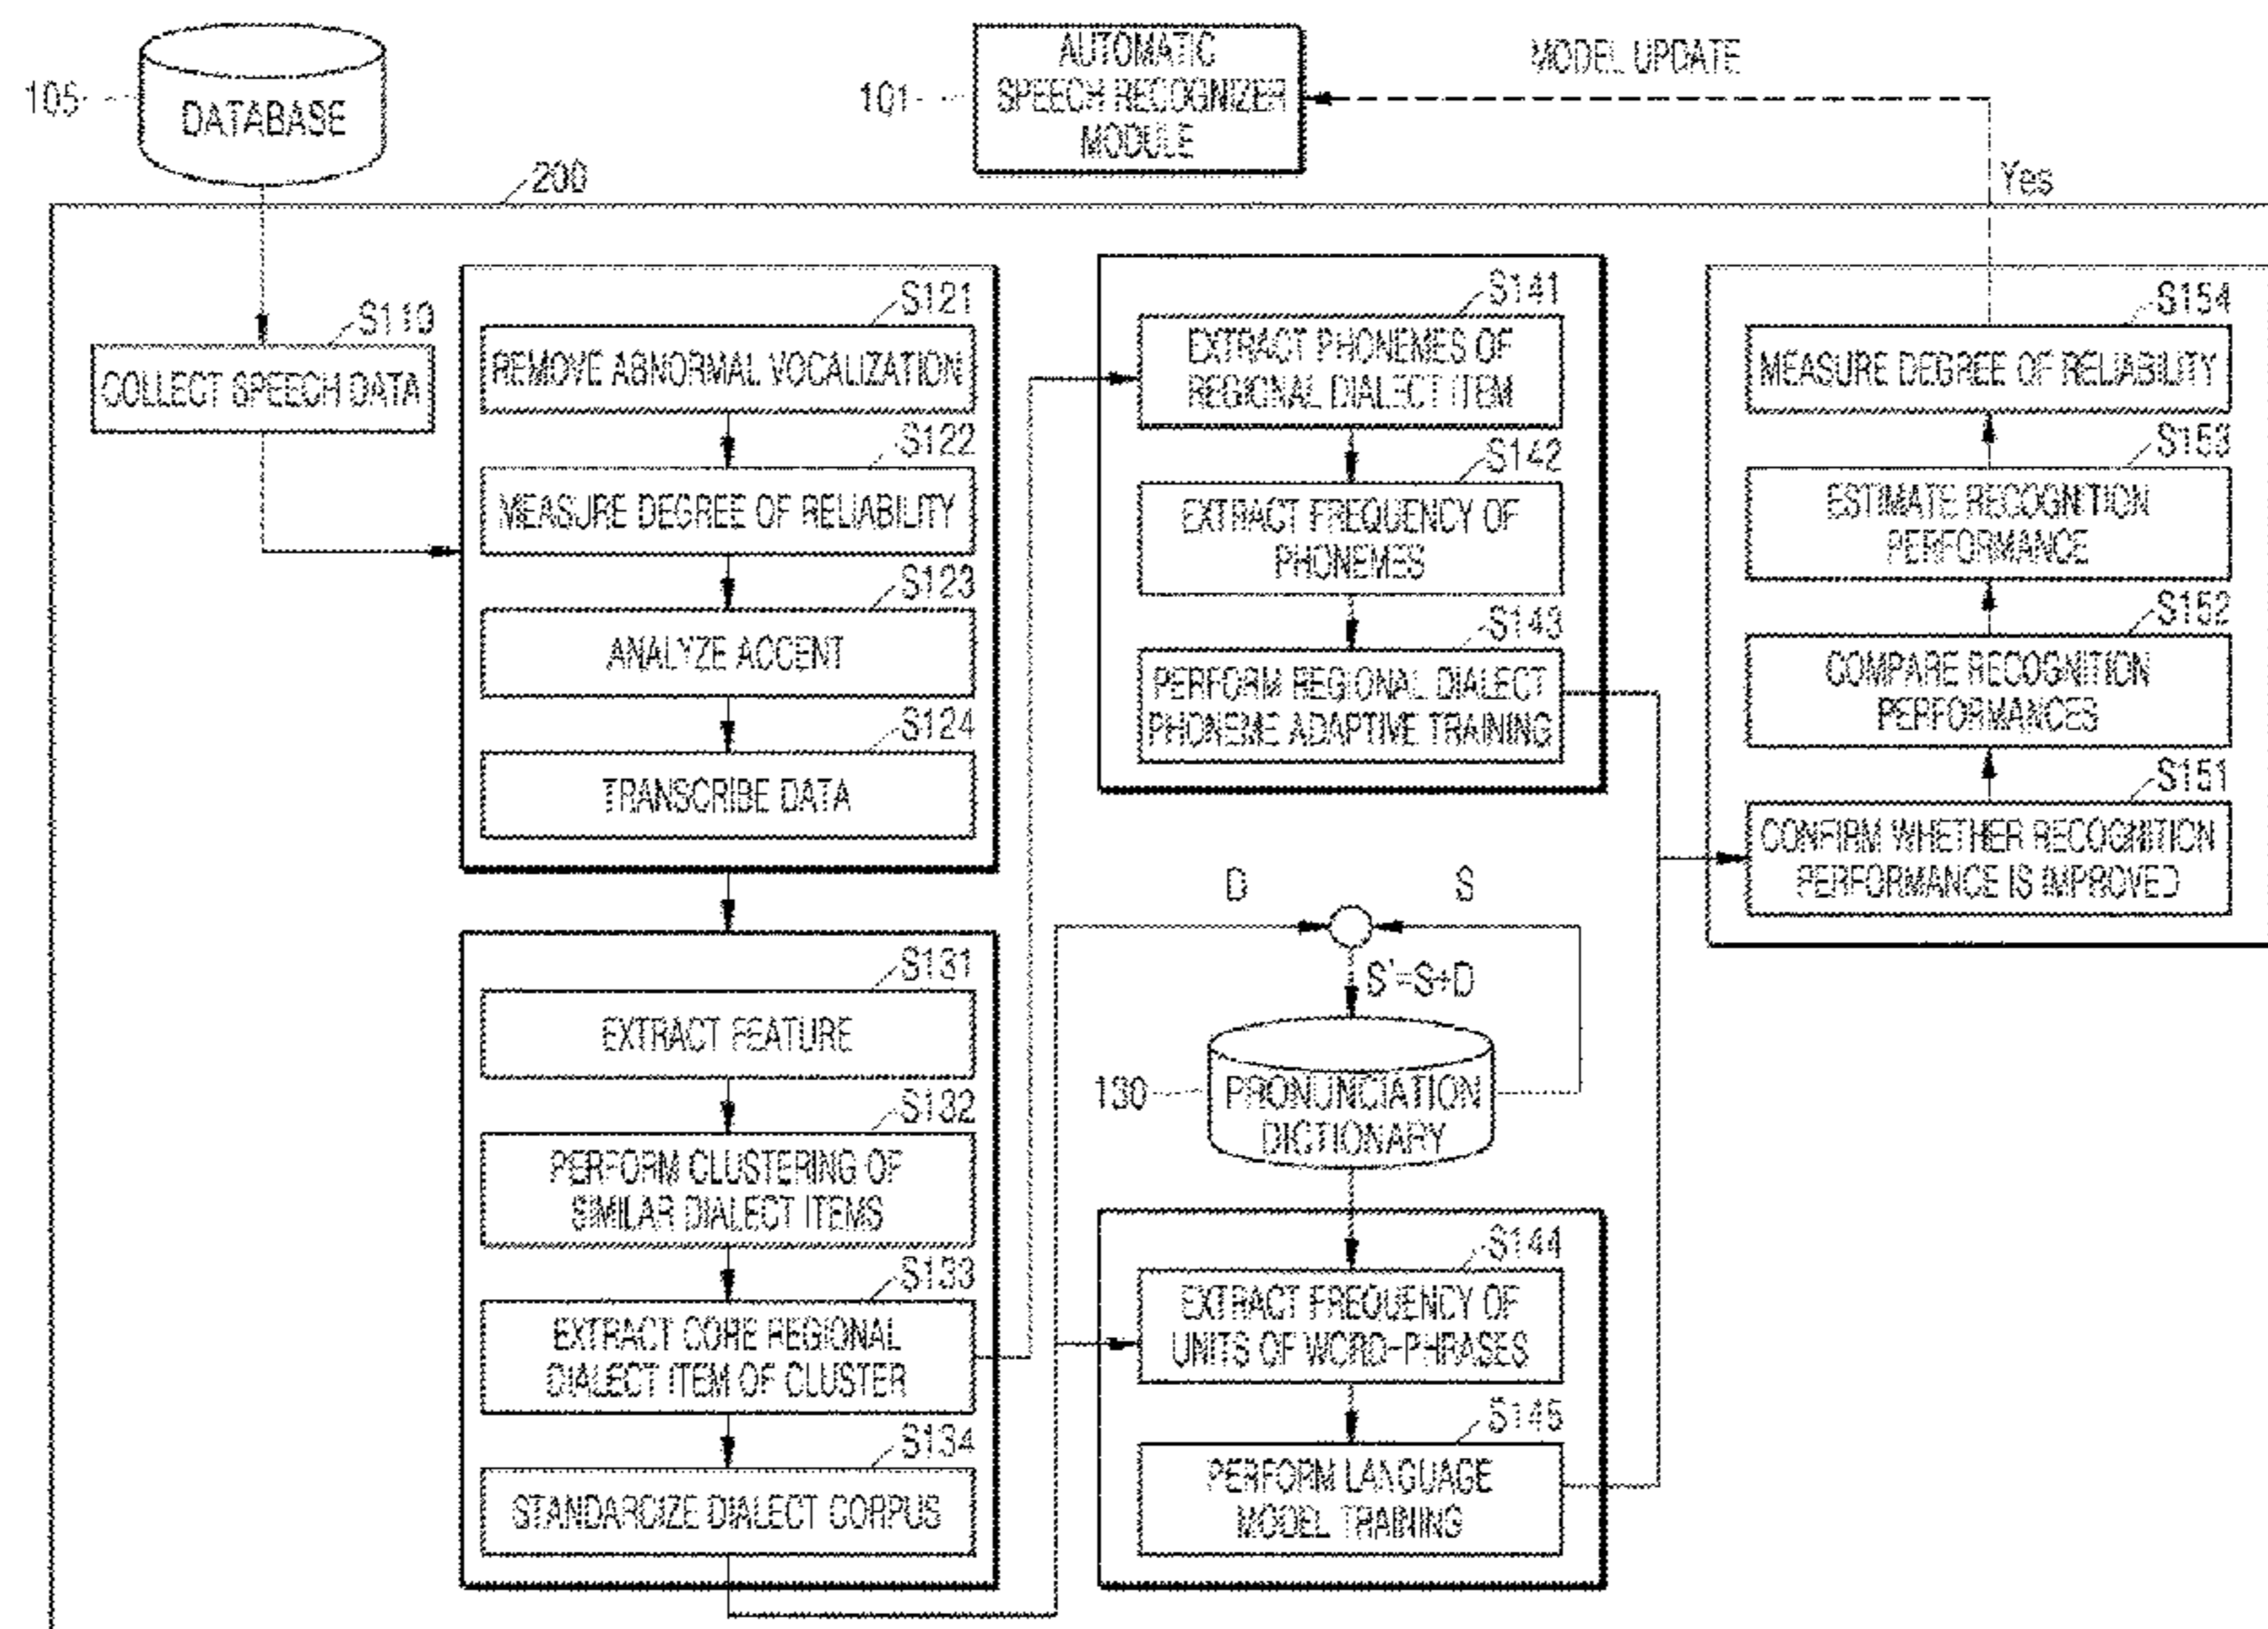 105
DATABASE
101
AUTOMATIC
SPEECH RECOGNIZER
MODULE
MODEL UPDATE
Yes
200
S110
COLLECT SPEECH DATA
S121
REMOVE ABNORMAL VOCALIZATION
S122
MEASURE DEGREE OF RELIABILITY
S123
ANALYZE ACCENT
S124
TRANSCRIBE DATA
S131
EXTRACT FEATURE
S132
PERFORM CLUSTERING OF
SIMILAR DIALECT ITEMS
S133
EXTRACT CORE REGIONAL
DIALECT ITEM OF CLUSTER
S134
STANDARDIZE DIALECT CORPUS
S141
EXTRACT PHONEMES OF
REGIONAL DIALECT ITEM
S142
EXTRACT FREQUENCY OF
PHONEMES
S143
PERFORM REGIONAL DIALECT
PHONEME ADAPTIVE TRAINING
D
S
S'=S+D
130
PRONUNCIATION
DICTIONARY
S144
EXTRACT FREQUENCY OF
UNITS OF WORD-PHRASES
S145
PERFORM LANGUAGE
MODEL TRAINING
S154
MEASURE DEGREE OF RELIABILITY
S153
ESTIMATE RECOGNITION
PERFORMANCE
S152
COMPARE RECOGNITION
PERFORMANCES
S151
CONFIRM WHETHER RECOGNITION
PERFORMANCE IS IMPROVED